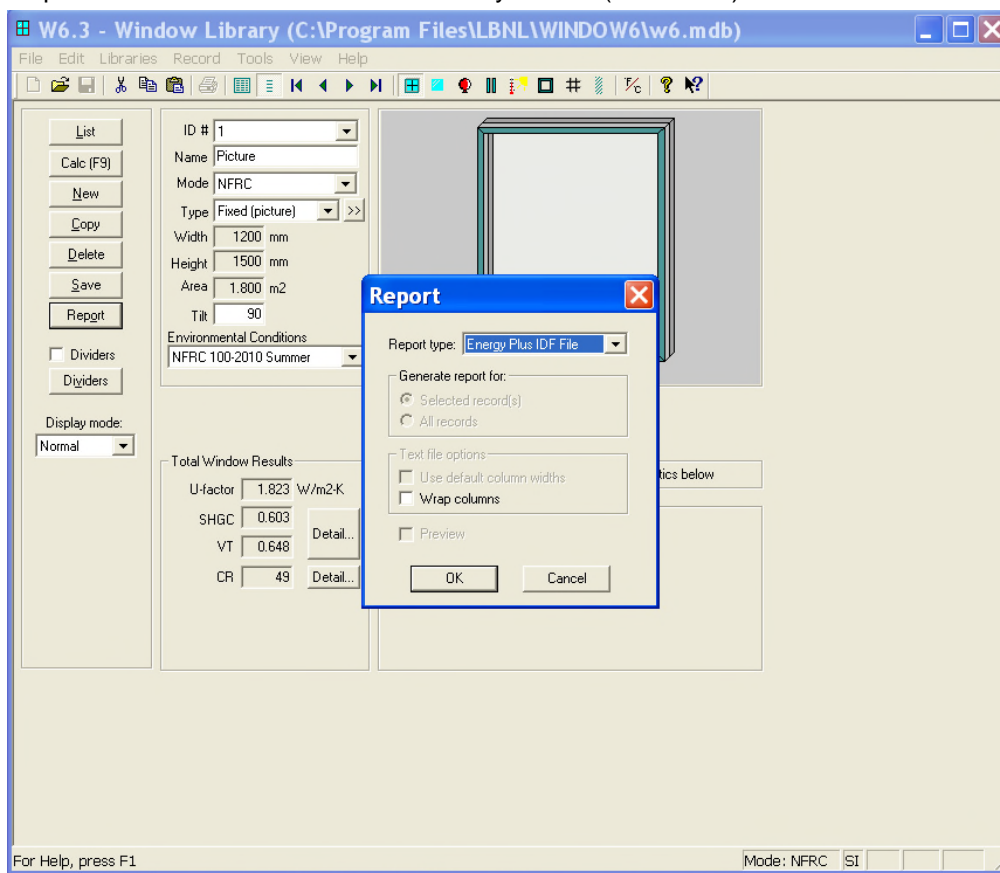 W6.3 - Window Library (C:\Program Files\LBNL\WINDOW6\w6.mdb)
File Edit Libraries Record Tools View Help
List
Calc (F9)
New
Copy
Delete
Save
Report
Dividers
Dividers
Display mode:
Normal
ID # 1
Name Picture
Mode NFRC
Type Fixed (picture) >>
Width 1200 mm
Height 1500 mm
Area 1.800 m2
Tilt 90
Environmental Conditions
NFRC 100-2010 Summer
Total Window Results
U-factor 1.823 W/m2-K
SHGC 0.603
VT 0.648
Detail...
CR 49 Detail...
Report
Report type: Energy Plus IDF File
Generate report for:
Selected record(s)
All records
Text file options
Use default column widths
Wrap columns
Preview
OK Cancel
below
For Help, press F1
Mode: NFRC SI